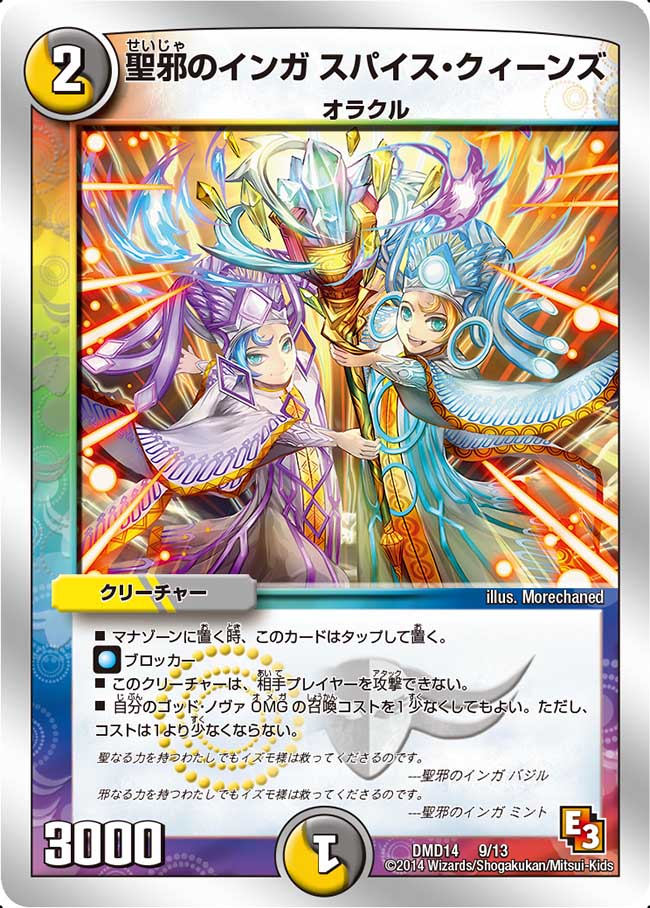 2
せいじゃ
聖邪のインガ スパイス・クィーンズ
オラクル
クリーチャー
illus. Morechaned
■ マナゾーンに置く時、このカードはタップして置く。
ブロッカー
■ このクリーチャーは、相手プレイヤーを攻撃できない。
■ 自分のゴッド・ノヴァ OMGの召喚コストを1少なくしてもよい。ただし、
コストは1より少なくならない。
聖なる力を持つわたしでもイズモ様は救ってくださるのです。
---聖邪のインガ バジル
邪なる力を持つわたしでもイズモ様は救ってくださるのです。
---聖邪のインガ ミント
3000
1
E3
DMD14 9/13
©2014 Wizards/Shogakukan/Mitsui-Kids